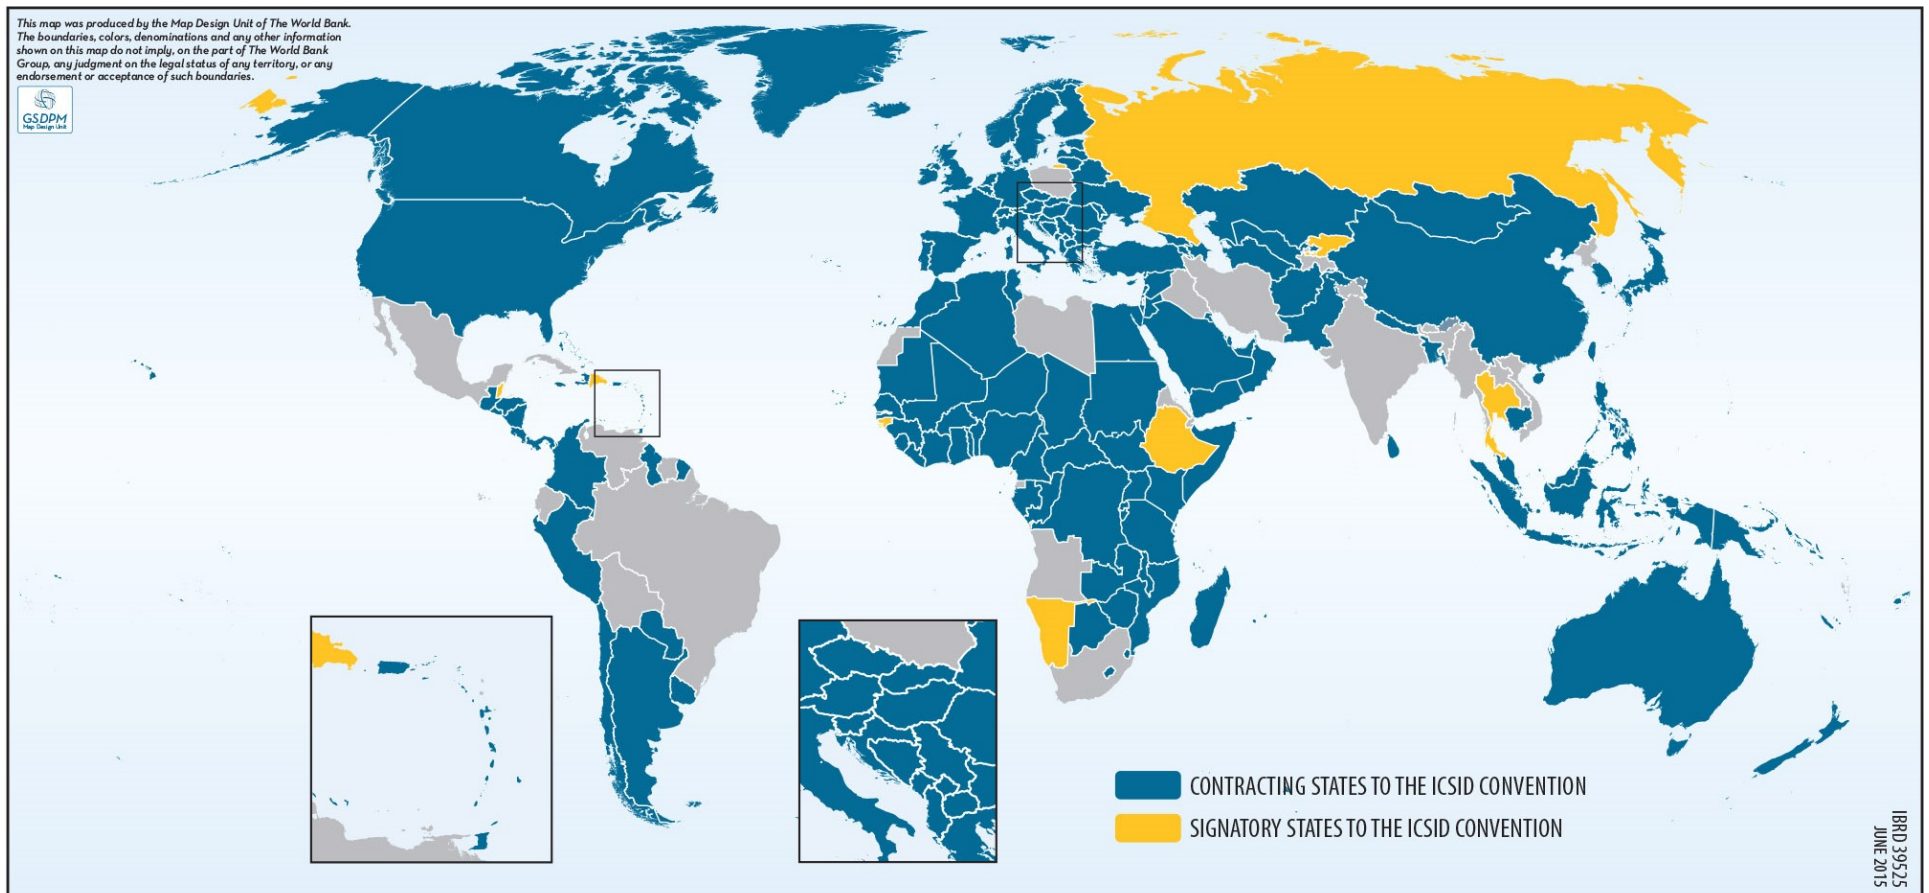 This map was produced by the Map Design Unit of The World Bank.
The boundaries, colors, denominations and any other information
shown on this map do not imply, on the part of The World Bank
Group, any judgment on the legal status of any territory, or any
endorsement or acceptance of such boundaries.
GSDPM
Map Design Unit
CONTRACTING STATES TO THE ICSID CONVENTION
SIGNATORY STATES TO THE ICSID CONVENTION
IBRD 39525
JUNE 2015